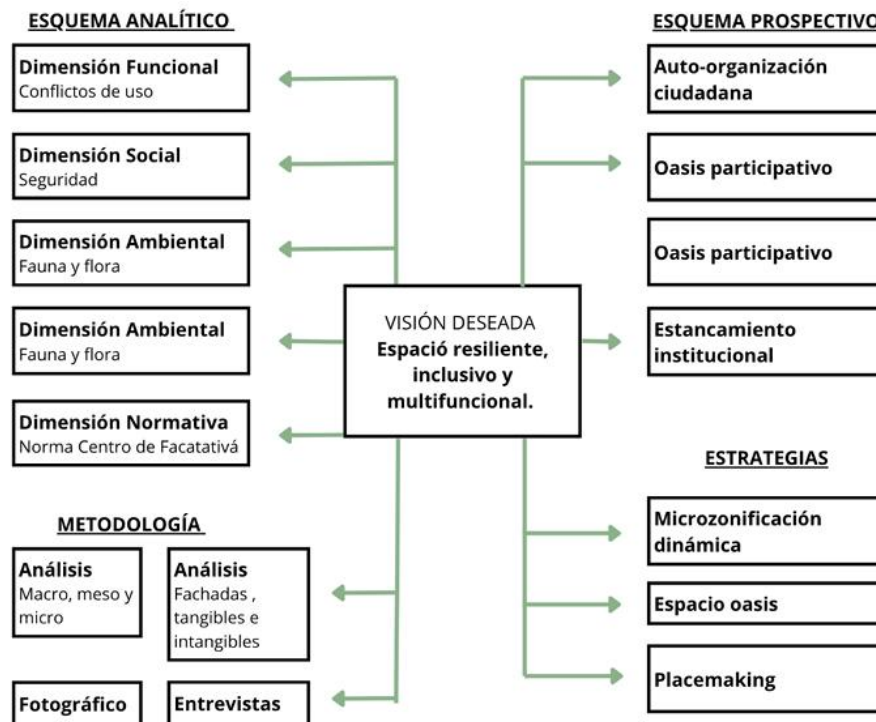 ESQUEMA ANALÍTICO
Dimensión Funcional
Conflictos de uso
Dimensión Social
Seguridad
Dimensión Ambiental
Fauna y flora
Dimensión Ambiental
Fauna y flora
Dimensión Normativa
Norma Centro de Facatativá
METODOLOGÍA
Análisis
Macro, meso y
micro
Análisis
Fachadas ,
tangibles e
intangibles
Fotográfico
Entrevistas
VISIÓN DESEADA
Espació resiliente,
inclusivo y
multifuncional.
ESQUEMA PROSPECTIVO
Auto-organización
ciudadana
Oasis participativo
Oasis participativo
Estancamiento
institucional
ESTRATEGIAS
Microzonificación
dinámica
Espacio oasis
Placemaking